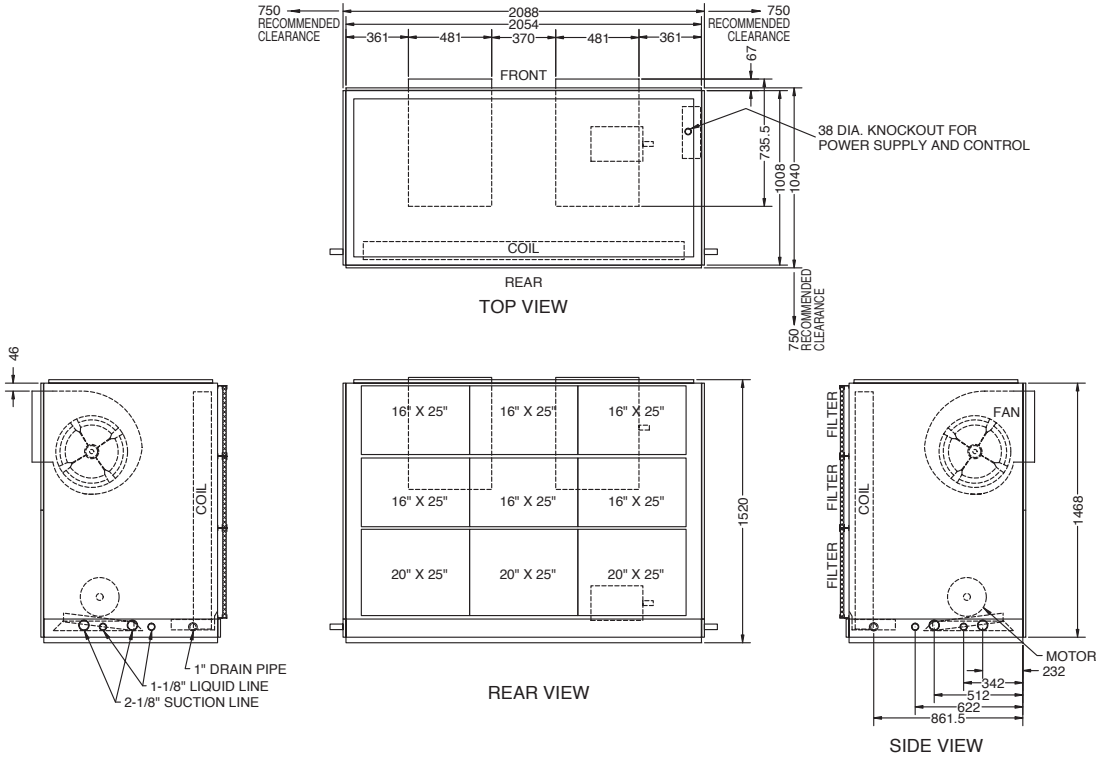 750
RECOMMENDED
CLEARANCE
2088
2054
750
RECOMMENDED
CLEARANCE
361
481
370
481
361
67
FRONT
735.5
1008
1040
38 DIA. KNOCKOUT FOR
POWER SUPPLY AND CONTROL
COIL
REAR
TOP VIEW
750
RECOMMENDED
CLEARANCE
46
COIL
1" DRAIN PIPE
1-1/8" LIQUID LINE
2-1/8" SUCTION LINE
16" X 25"
16" X 25"
16" X 25"
16" X 25"
16" X 25"
16" X 25"
20" X 25"
20" X 25"
20" X 25"
1520
REAR VIEW
FILTER
FILTER
FILTER
COIL
FAN
1468
MOTOR
232
342
512
622
861.5
SIDE VIEW